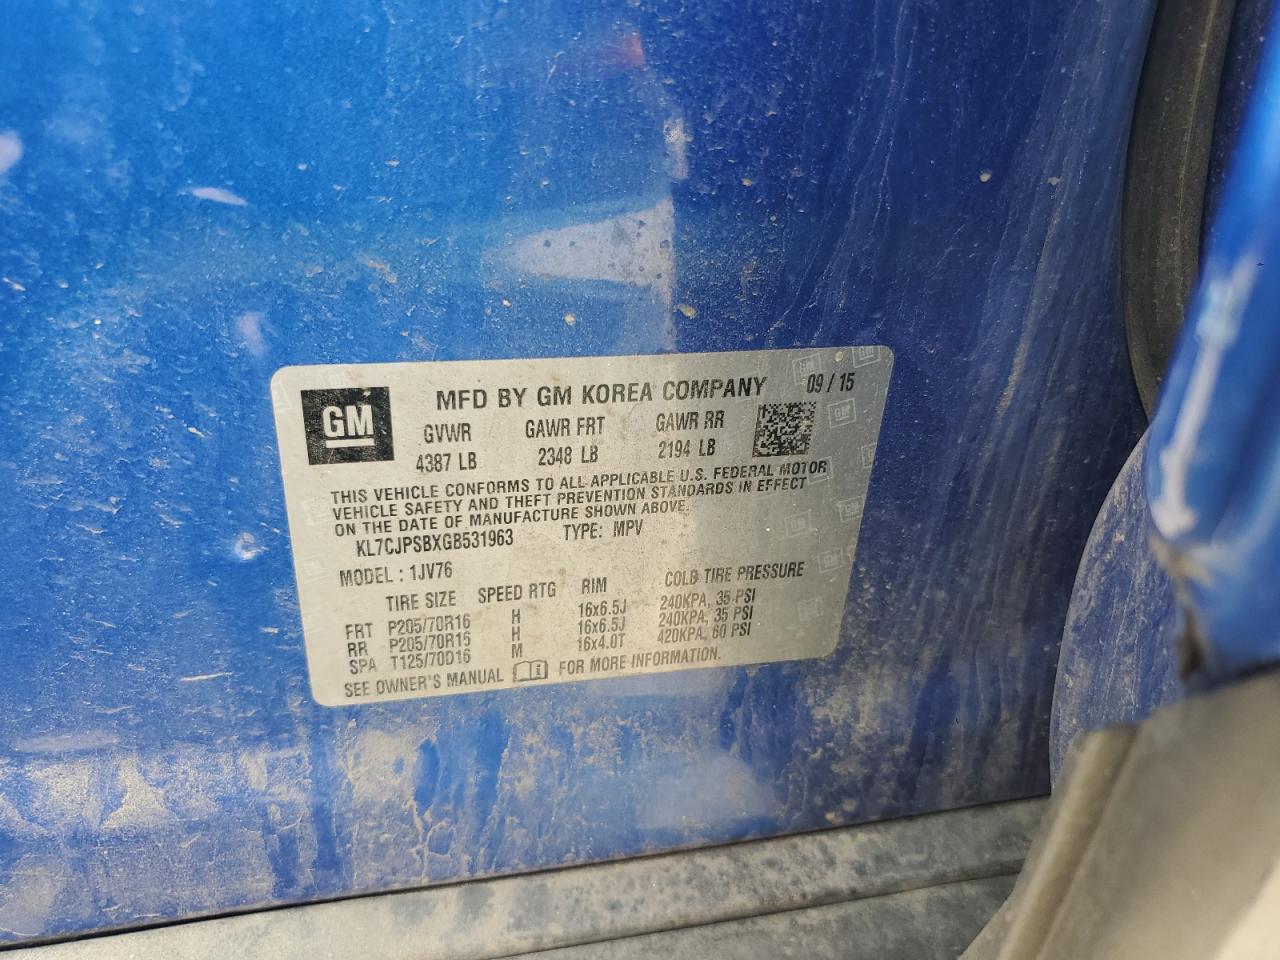 GM
MFD BY GM KOREA COMPANY 09 / 15
GVWR GAWR FRT GAWR RR
4387 LB 2348 LB 2194 LB
THIS VEHICLE CONFORMS TO ALL APPLICABLE U.S. FEDERAL MOTOR
VEHICLE SAFETY AND THEFT PREVENTION STANDARDS IN EFFECT
ON THE DATE OF MANUFACTURE SHOWN ABOVE.
KL7CJPSBXGB531963 TYPE: MPV
MODEL : 1JV76
TIRE SIZE SPEED RTG RIM COLD TIRE PRESSURE
FRT P205/70R16 H 16x6.5J 240KPA, 35 PSI
RR P205/70R16 H 16x6.5J 240KPA, 35 PSI
SPA T125/70D16 M 16x4.0T 420KPA, 60 PSI
SEE OWNER'S MANUAL FOR MORE INFORMATION.